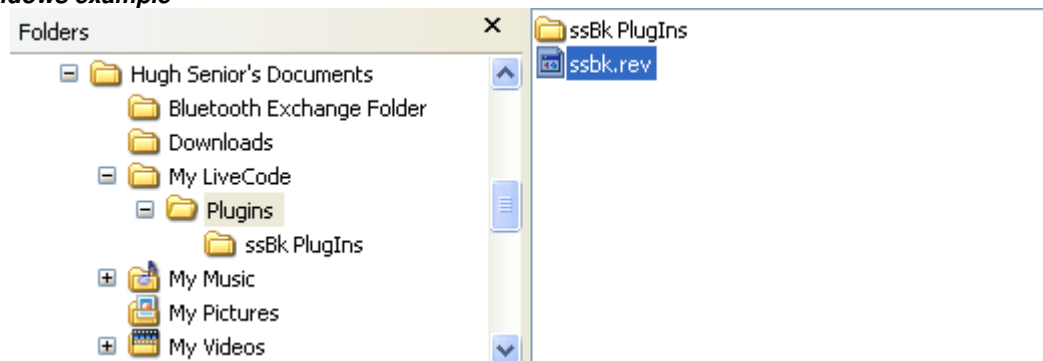 ndows example
Folders
Hugh Senior's Documents
Bluetooth Exchange Folder
Downloads
My LiveCode
Plugins
ssBk PlugIns
My Music
My Pictures
My Videos
ssBk PlugIns
ssbk.rev